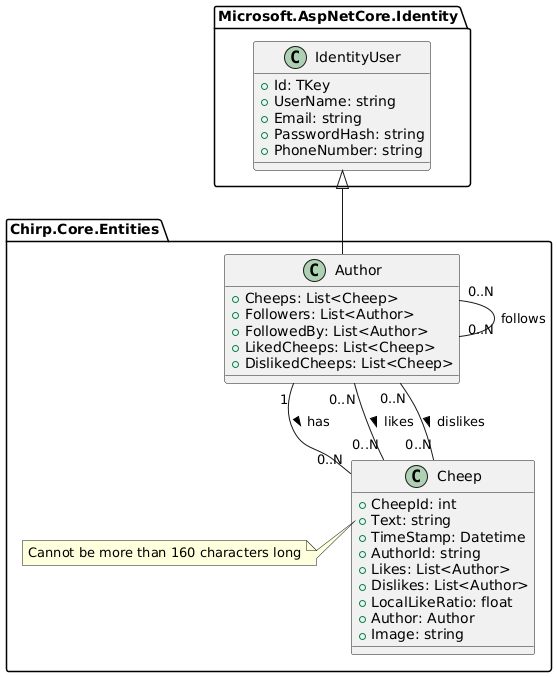 Microsoft.AspNetCore.Identity
C IdentityUser
Id: TKey
UserName: string
Email: string
PasswordHash: string
PhoneNumber: string
Chirp.Core.Entities
C Author
Cheeps: List<Cheep>
Followers: List<Author>
FollowedBy: List<Author>
LikedCheeps: List<Cheep>
DislikedCheeps: List<Cheep>
0..N
follows
0..N
1
0..N
0..N
has
likes
dislikes
0..N
0..N
0..N
C Cheep
CheepId: int
Text: string
TimeStamp: Datetime
AuthorId: string
Likes: List<Author>
Dislikes: List<Author>
LocalLikeRatio: float
Author: Author
Image: string
Cannot be more than 160 characters long